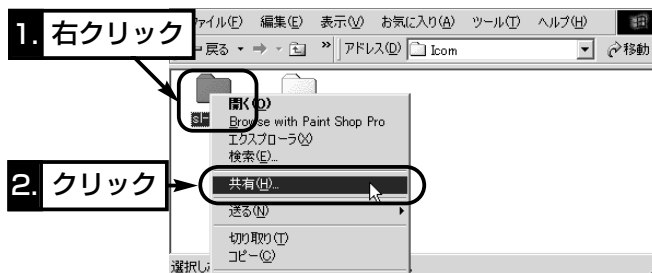 1. 右クリック
ァイル(F) 編集(E) 表示(V) お気に入り(A) ツール(T) ヘルプ(H)
戻る アドレス(D) Icom 移動
開く(O)
Browse with Paint Shop Pro
エクスプローラ(X)
検索(E)...
2. クリック
共有(H)...
送る(N)
切り取り(T)
コピー(C)
選択し